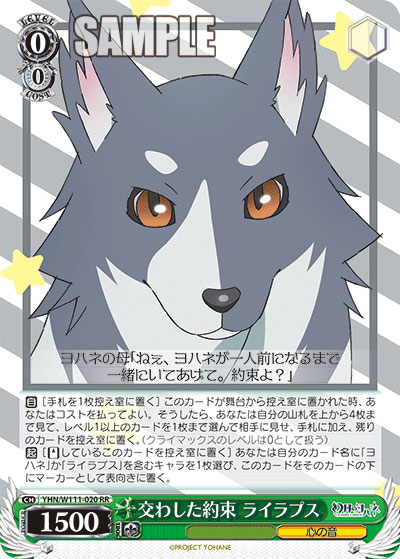 LEVEL
0
SAMPLE
0
COST
ヨハネの母「ねぇ、ヨハネが一人前になるまで
一緒にいてあげて。約束よ?」
自［手札を1枚控え室に置く］このカードが舞台から控え室に置かれた時、あ
なたはコストを払ってよい。そうしたら、あなたは自分の山札を上から4枚ま
で見て、レベル1以上のカードを1枚まで選んで相手に見せ、手札に加え、残り
のカードを控え室に置く。（クライマックスのレベルは0として扱う）
起［しているこのカードを控え室に置く］あなたは自分のカード名に「ヨ
ハネ」か「ライラプス」を含むキャラを1枚選び、このカードをそのカードの下
にマーカーとして表向きに置く。
CH YHN/W111-020 RR
1500
交わした約束 ライラプス
幻日のヨハネ
心の音
©PROJECT YOHANE